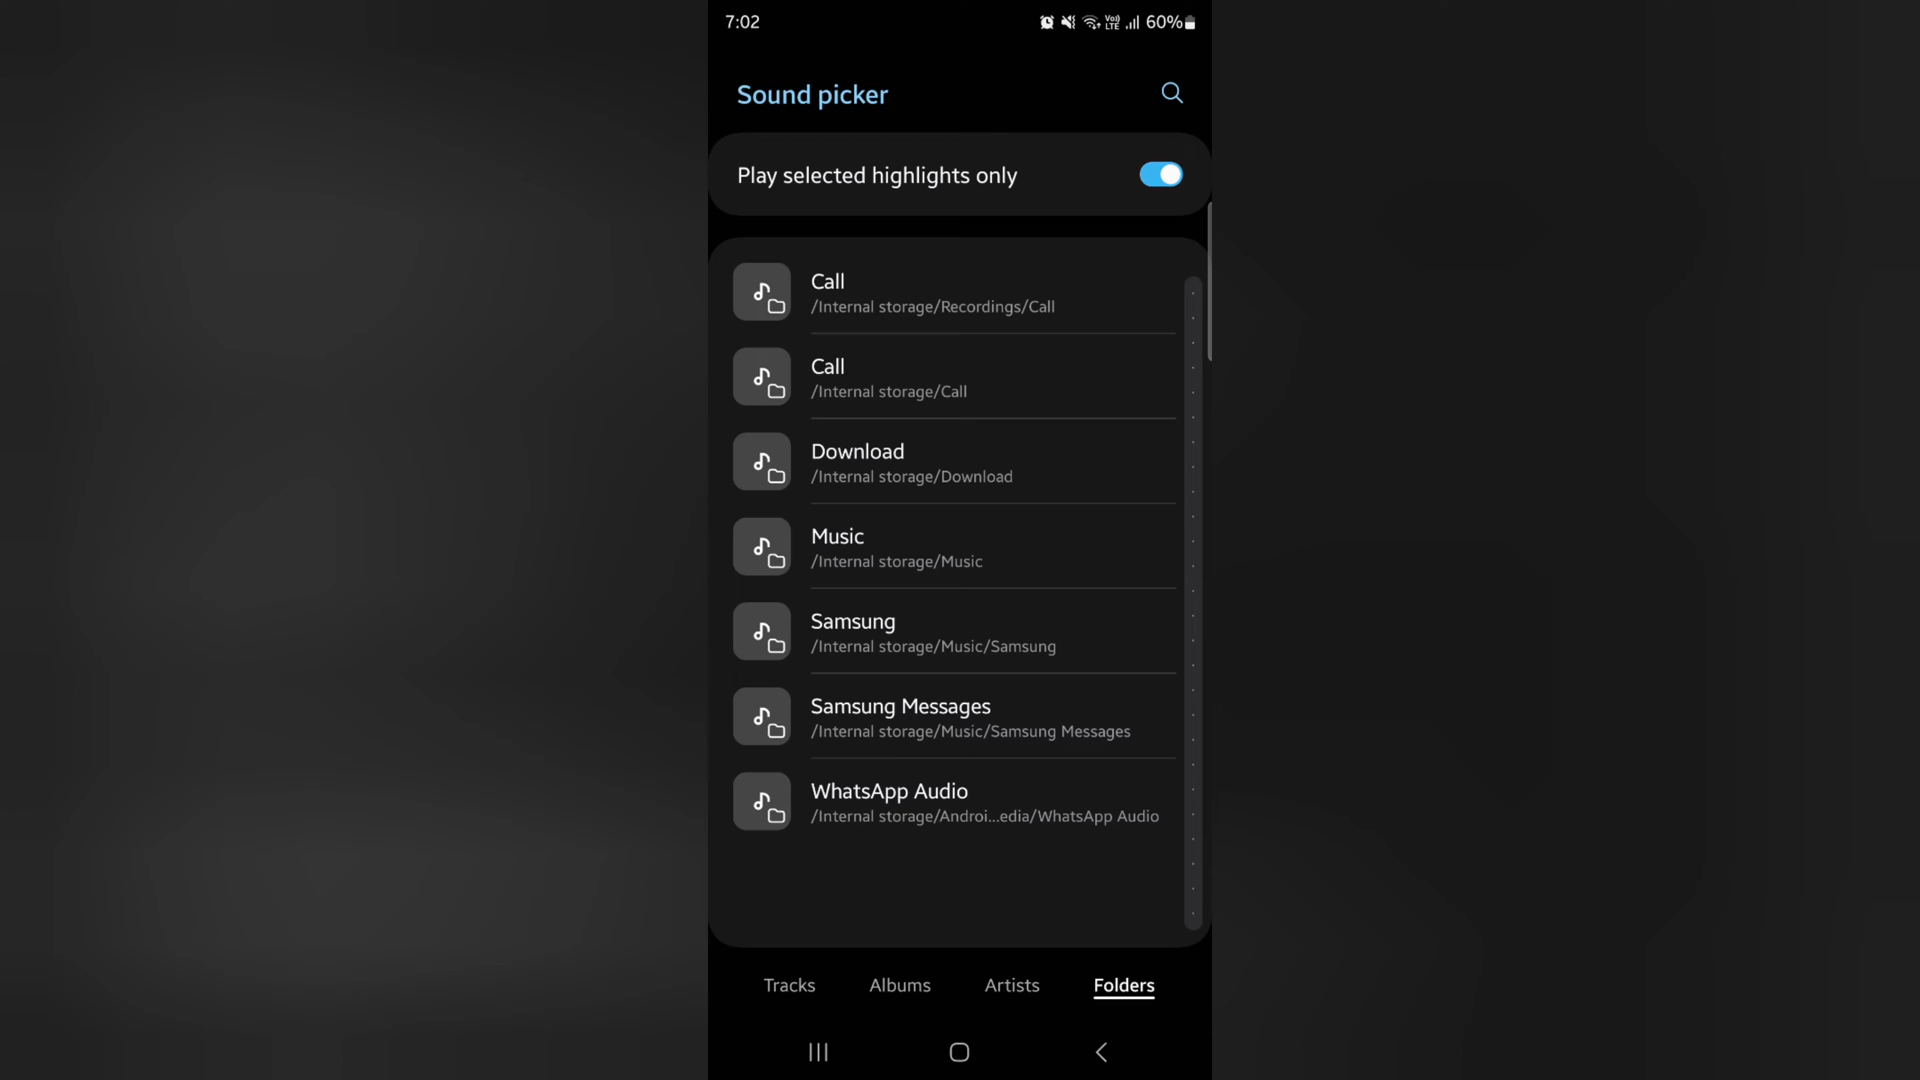 7:02
Vo))
LTE
60%
Sound picker
Play selected highlights only
Call
/Internal storage/Recordings/Call
Call
/Internal storage/Call
Download
/Internal storage/Download
Music
/Internal storage/Music
Samsung
/Internal storage/Music/Samsung
Samsung Messages
/Internal storage/Music/Samsung Messages
WhatsApp Audio
/Internal storage/Androi...edia/WhatsApp Audio
Tracks Albums Artists Folders